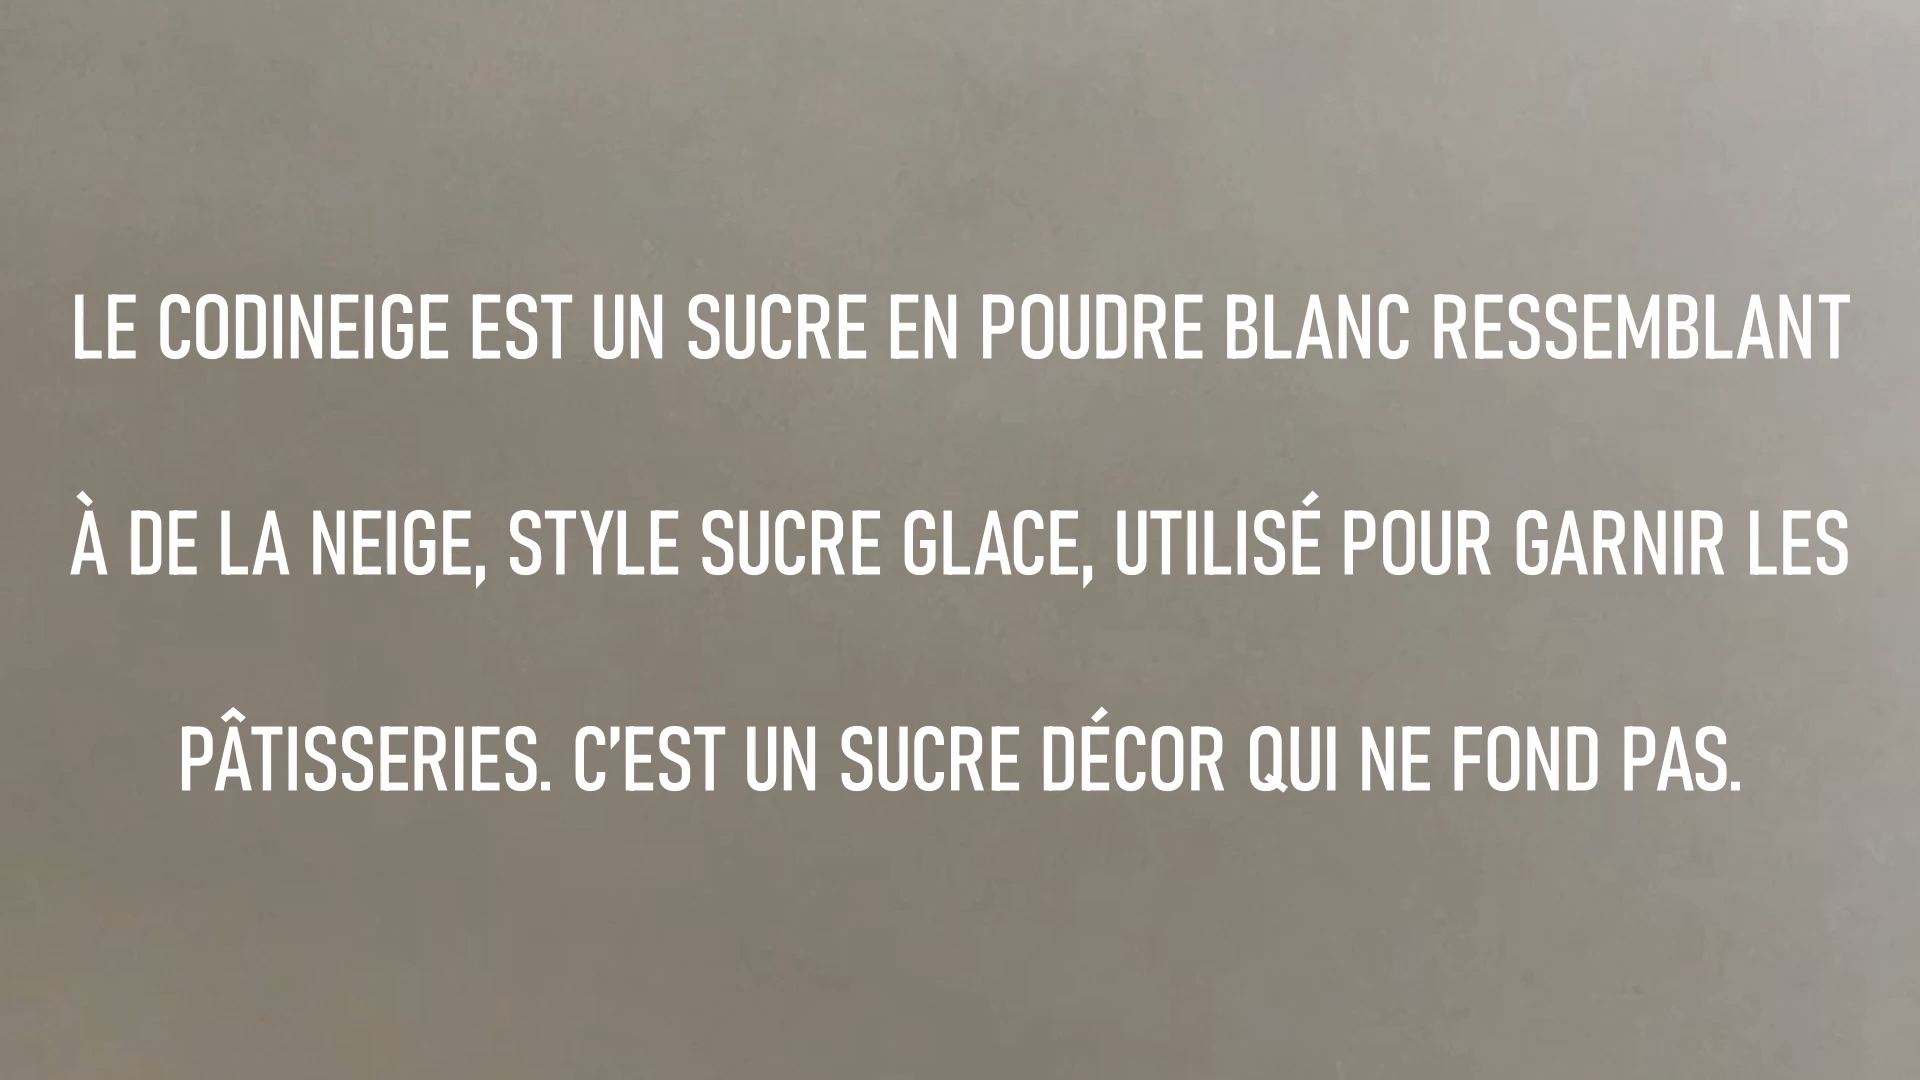 LE CODINEIGE EST UN SUCRE EN POUDRE BLANC RESSEMBLANT
À DE LA NEIGE, STYLE SUCRE GLACE, UTILISÉ POUR GARNIR LES
PÂTISSERIES. C’EST UN SUCRE DÉCOR QUI NE FOND PAS.